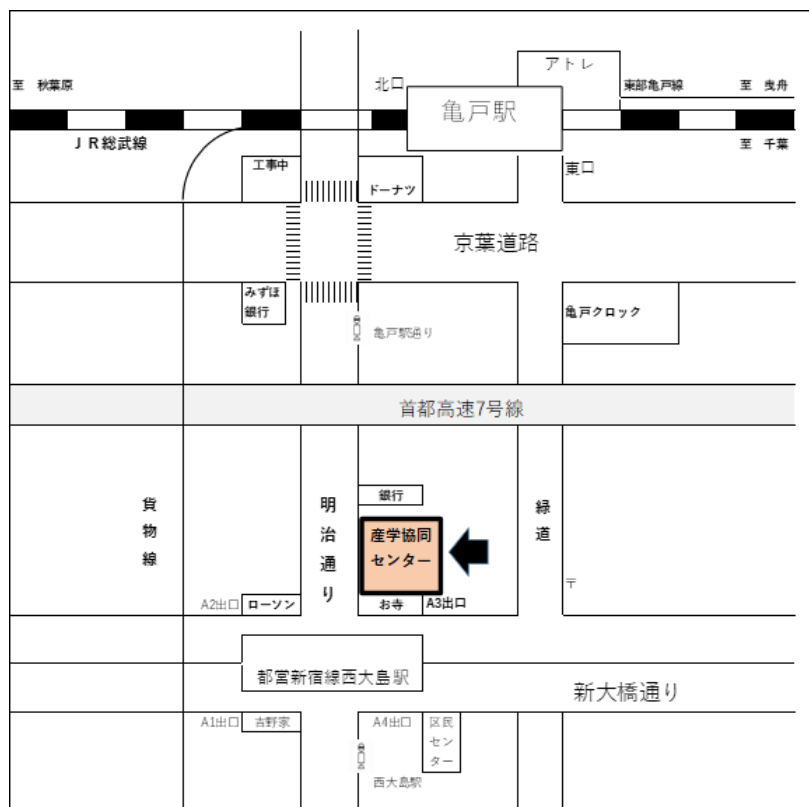 アトレ
至 秋葉原
北口
東部亀戸線
至 曳舟
亀戸駅
ＪＲ総武線
至 千葉
工事中
ドーナツ
東口
京葉道路
みずほ
銀行
亀戸クロック
亀戸駅通り
首都高速7号線
貨物線
明治通り
銀行
緑道
産学協同
センター
〒
A2出口
ローソン
お寺
A3出口
都営新宿線西大島駅
新大橋通り
A1出口
吉野家
A4出口
区民
セン
ター
西大島駅